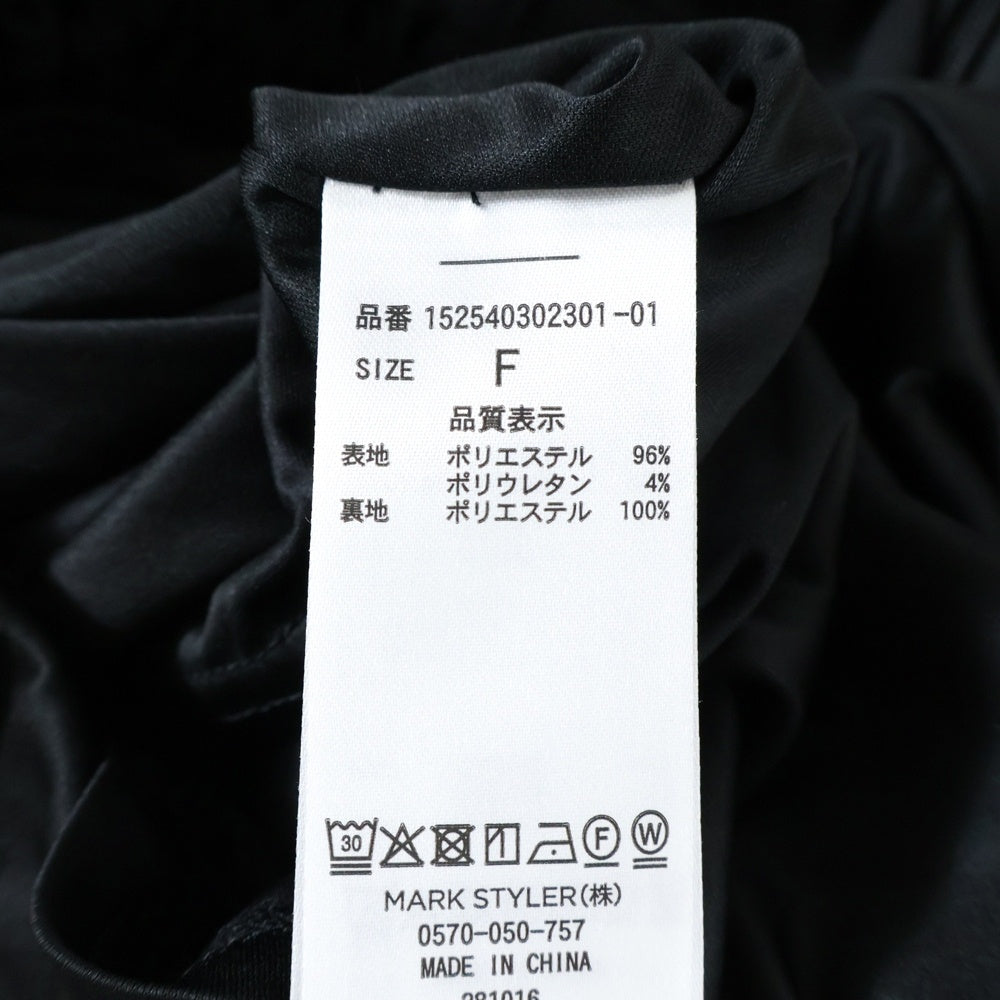 品番 152540302301-01
SIZE F
品質表示
表地 ポリエステル 96%
ポリウレタン 4%
裏地 ポリエステル 100%
30
F W
MARK STYLER(株)
0570-050-757
MADE IN CHINA